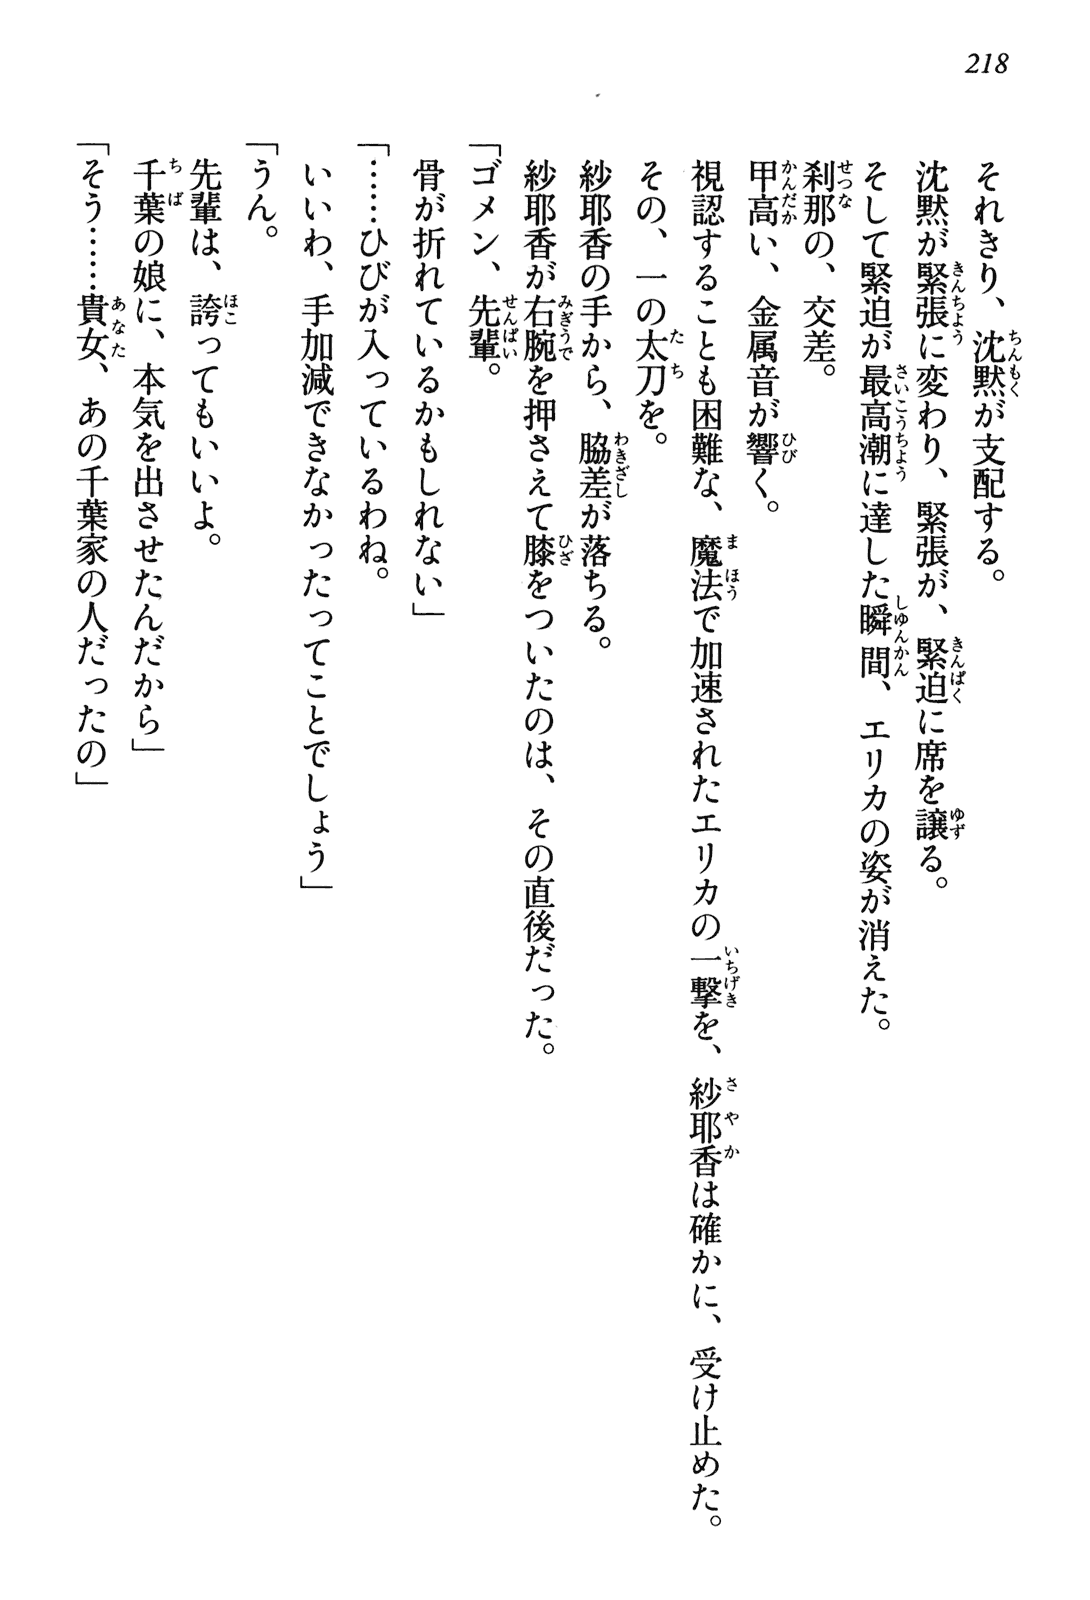 218
それきり、沈黙が支配する。
沈黙が緊張に変わり、緊張が、緊迫に席を譲る。
そして緊迫が最高潮に達した瞬間、エリカの姿が消えた。
刹那の、交差。
甲高い、金属音が響く。
視認することも困難な、魔法で加速されたエリカの一撃を、紗耶香は確かに、受け止めた。
その、一の太刀を。
紗耶香の手から、脇差が落ちる。
紗耶香が右腕を押さえて膝をついたのは、その直後だった。
「ゴメン、先輩。
骨が折れているかもしれない」
「……ひびが入っているわね。
いいわ、手加減できなかったってことでしょう」
「うん。
先輩は、誇ってもいいよ。
千葉の娘に、本気を出させたんだから」
「そう……貴女、あの千葉家の人だったの」